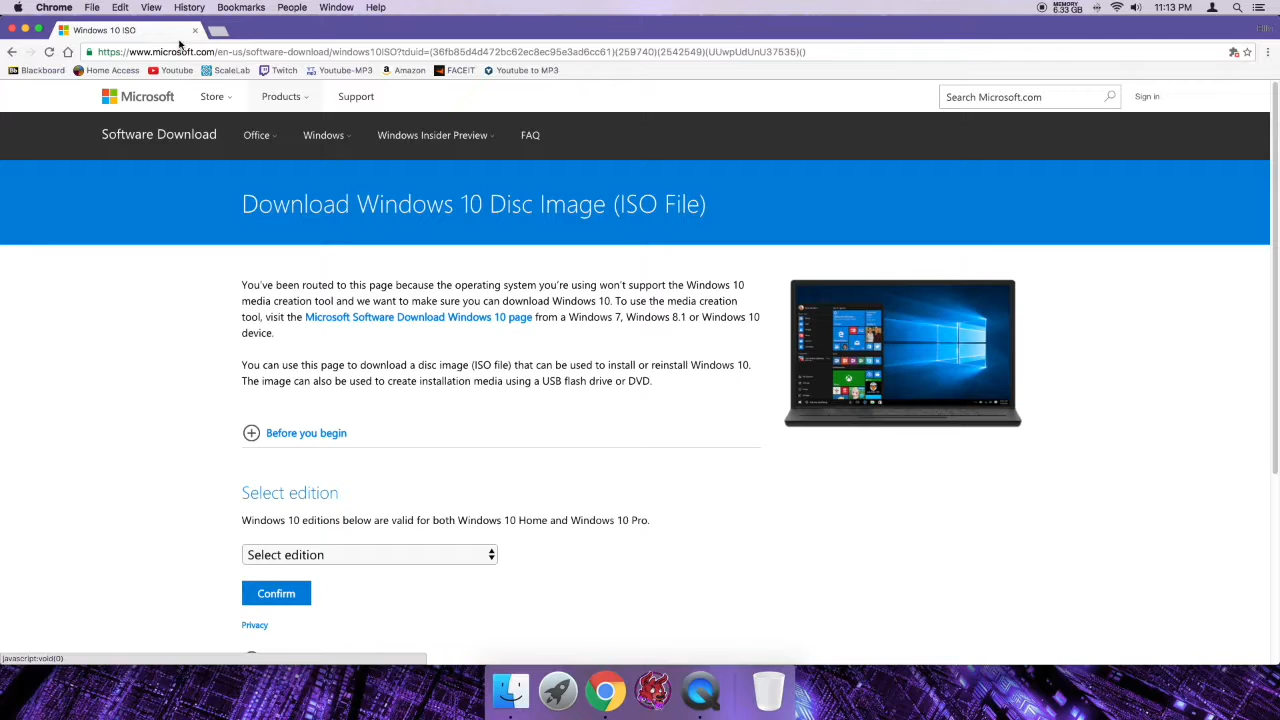 Chrome File Edit View History Bookmarks People Window Help MEMORY 6.33 GB 11:13 PM
Windows 10 ISO
https://www.microsoft.com/en-us/software-download/windows10ISO?tduid=(36fb85d4d472bc62ec8ec95e3ad6cc61)(259740)(2542549)(UUwpUdUnU37535)()
Blackboard Home Access Youtube ScaleLab Twitch Youtube-MP3 Amazon FACEIT Youtube to MP3
Microsoft Store Products Support Search Microsoft.com Sign in
Software Download Office Windows Windows Insider Preview FAQ
Download Windows 10 Disc Image (ISO File)
You've been routed to this page because the operating system you're using won't support the Windows 10
media creation tool and we want to make sure you can download Windows 10. To use the media creation
tool, visit the Microsoft Software Download Windows 10 page from a Windows 7, Windows 8.1 or Windows 10
device.
You can use this page to download a disc image (ISO file) that can be used to install or reinstall Windows 10.
The image can also be used to create installation media using a USB flash drive or DVD.
Before you begin
Select edition
Windows 10 editions below are valid for both Windows 10 Home and Windows 10 Pro.
Select edition
Confirm
Privacy
javascript:void(0)